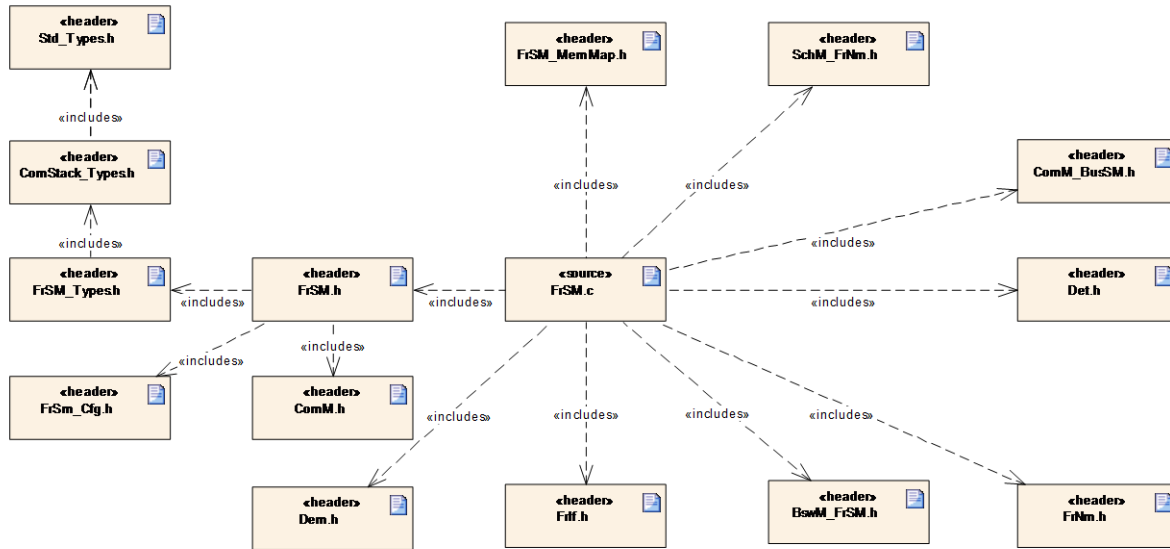 «header»
Std_Types.h
«header»
FrSM_MemMap.h
«header»
SchM_FrNm.h
«includes»
«header»
ComStack_Types.h
«header»
ComM_BusSM.h
«includes»
«includes»
«includes»
«includes»
«header»
FrSM_Types.h
«header»
FrSM.h
«source»
FrSM.c
«header»
Det.h
«includes»
«includes»
«includes»
«includes»
«includes»
«includes»
«header»
FrSm_Cfg.h
«header»
ComM.h
«includes»
«includes»
«includes»
«includes»
«header»
Dem.h
«header»
FrIf.h
«header»
BswM_FrSM.h
«header»
FrNm.h